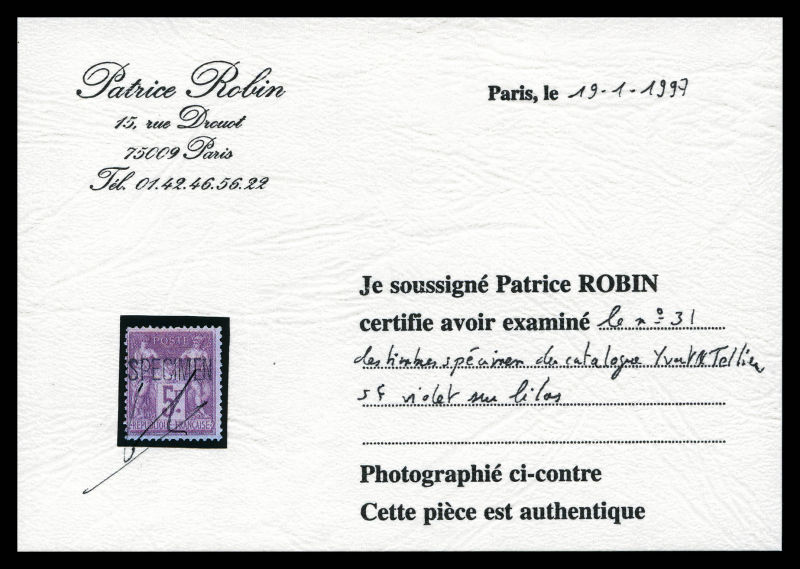 Patrice Robin
15, rue Drouot
75009 Paris
Tél. 01.42.46.56.22
Paris, le 19-1-1997
POSTE
SPECIMEN
5F
REPUBLIQUE FRANÇAISE
Je soussigné Patrice ROBIN
certifie avoir examiné le nº 31
des timbres spécimen du catalogue Yvert & Tellier
5f violet sur lilas
Photographié ci-contre
Cette pièce est authentique